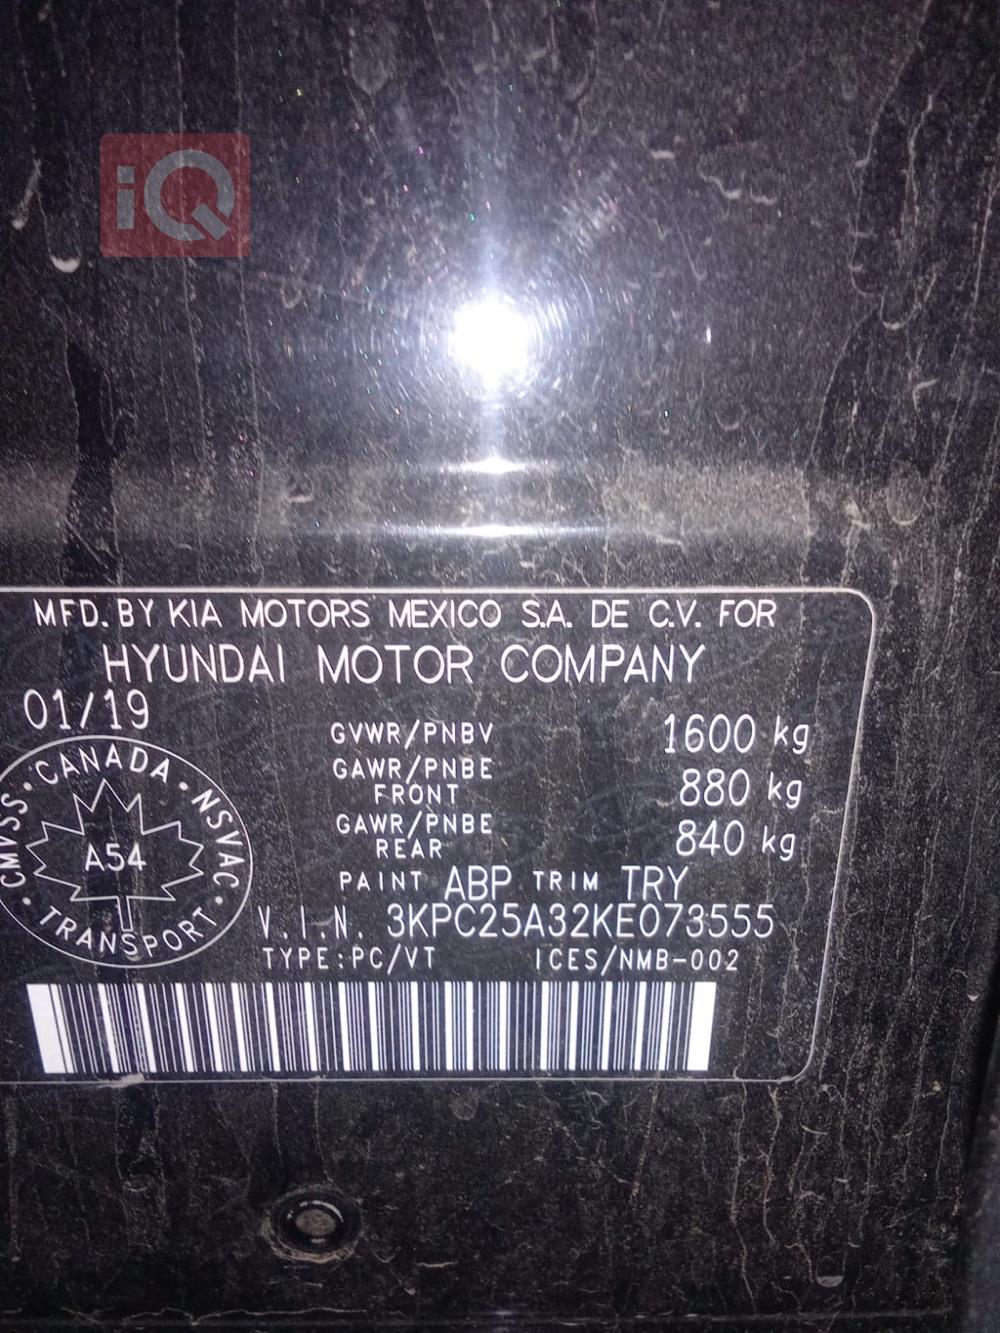 iQ
MFD. BY KIA MOTORS MEXICO S.A. DE C.V. FOR
HYUNDAI MOTOR COMPANY
01/19
GVWR/PNBV 1600 kg
GAWR/PNBE
FRONT 880 kg
GAWR/PNBE
REAR 840 kg
CMVSS · CANADA · NSVAC · TRANSPORT ·
A54
PAINT ABP TRIM TRY
V.I.N. 3KPC25A32KE073555
TYPE:PC/VT ICES/NMB-002